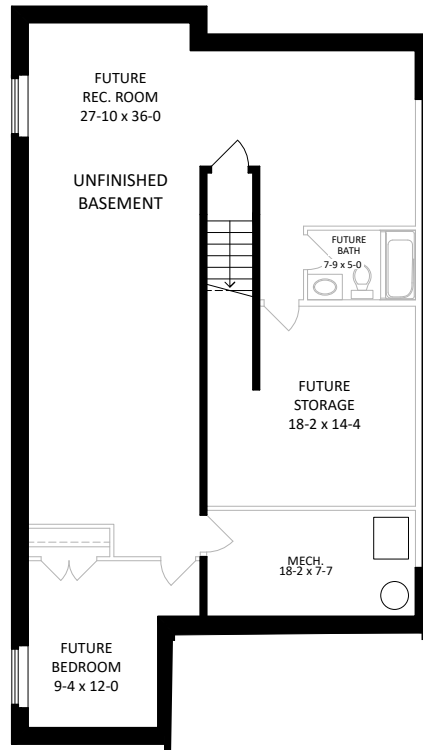 FUTURE
REC. ROOM
27-10 x 36-0
UNFINISHED
BASEMENT
FUTURE
BATH
7-9 x 5-0
FUTURE
STORAGE
18-2 x 14-4
MECH.
18-2 x 7-7
FUTURE
BEDROOM
9-4 x 12-0